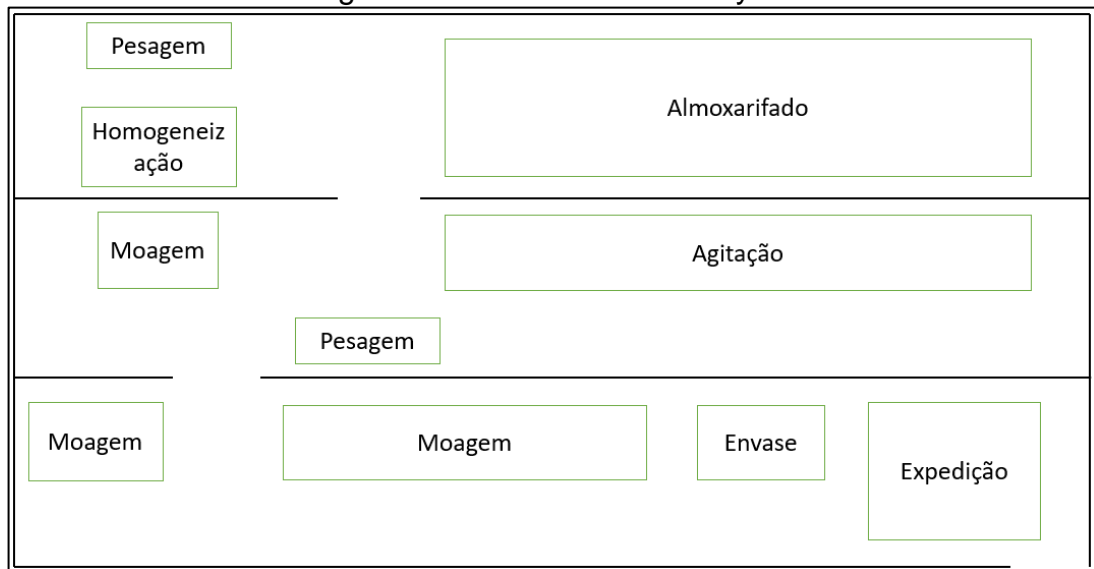 Pesagem
Almoxarifado
Homogeneiz
ação
Moagem
Agitação
Pesagem
Moagem
Moagem
Envase
Expedição